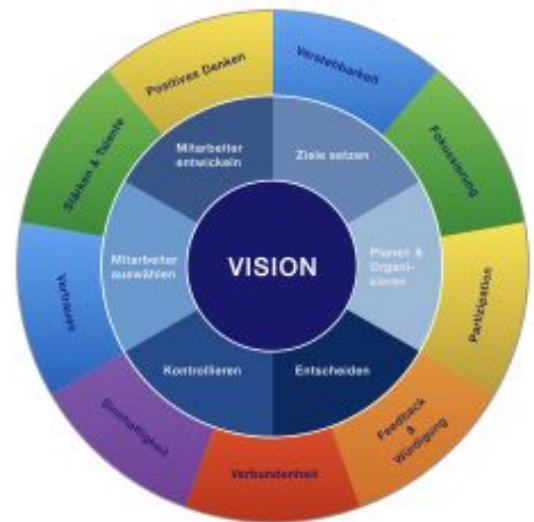 Positives Denken
Verstehbarkeit
Fokussierung
Partizipation
Feedback
&
Würdigung
Verbundenheit
Sinnhaftigkeit
Vertrauen
Stärken & Talente
Mitarbeiter
entwickeln
Ziele setzen
Planen &
Organi-
sieren
Entscheiden
Kontrollieren
Mitarbeiter
auswählen
VISION